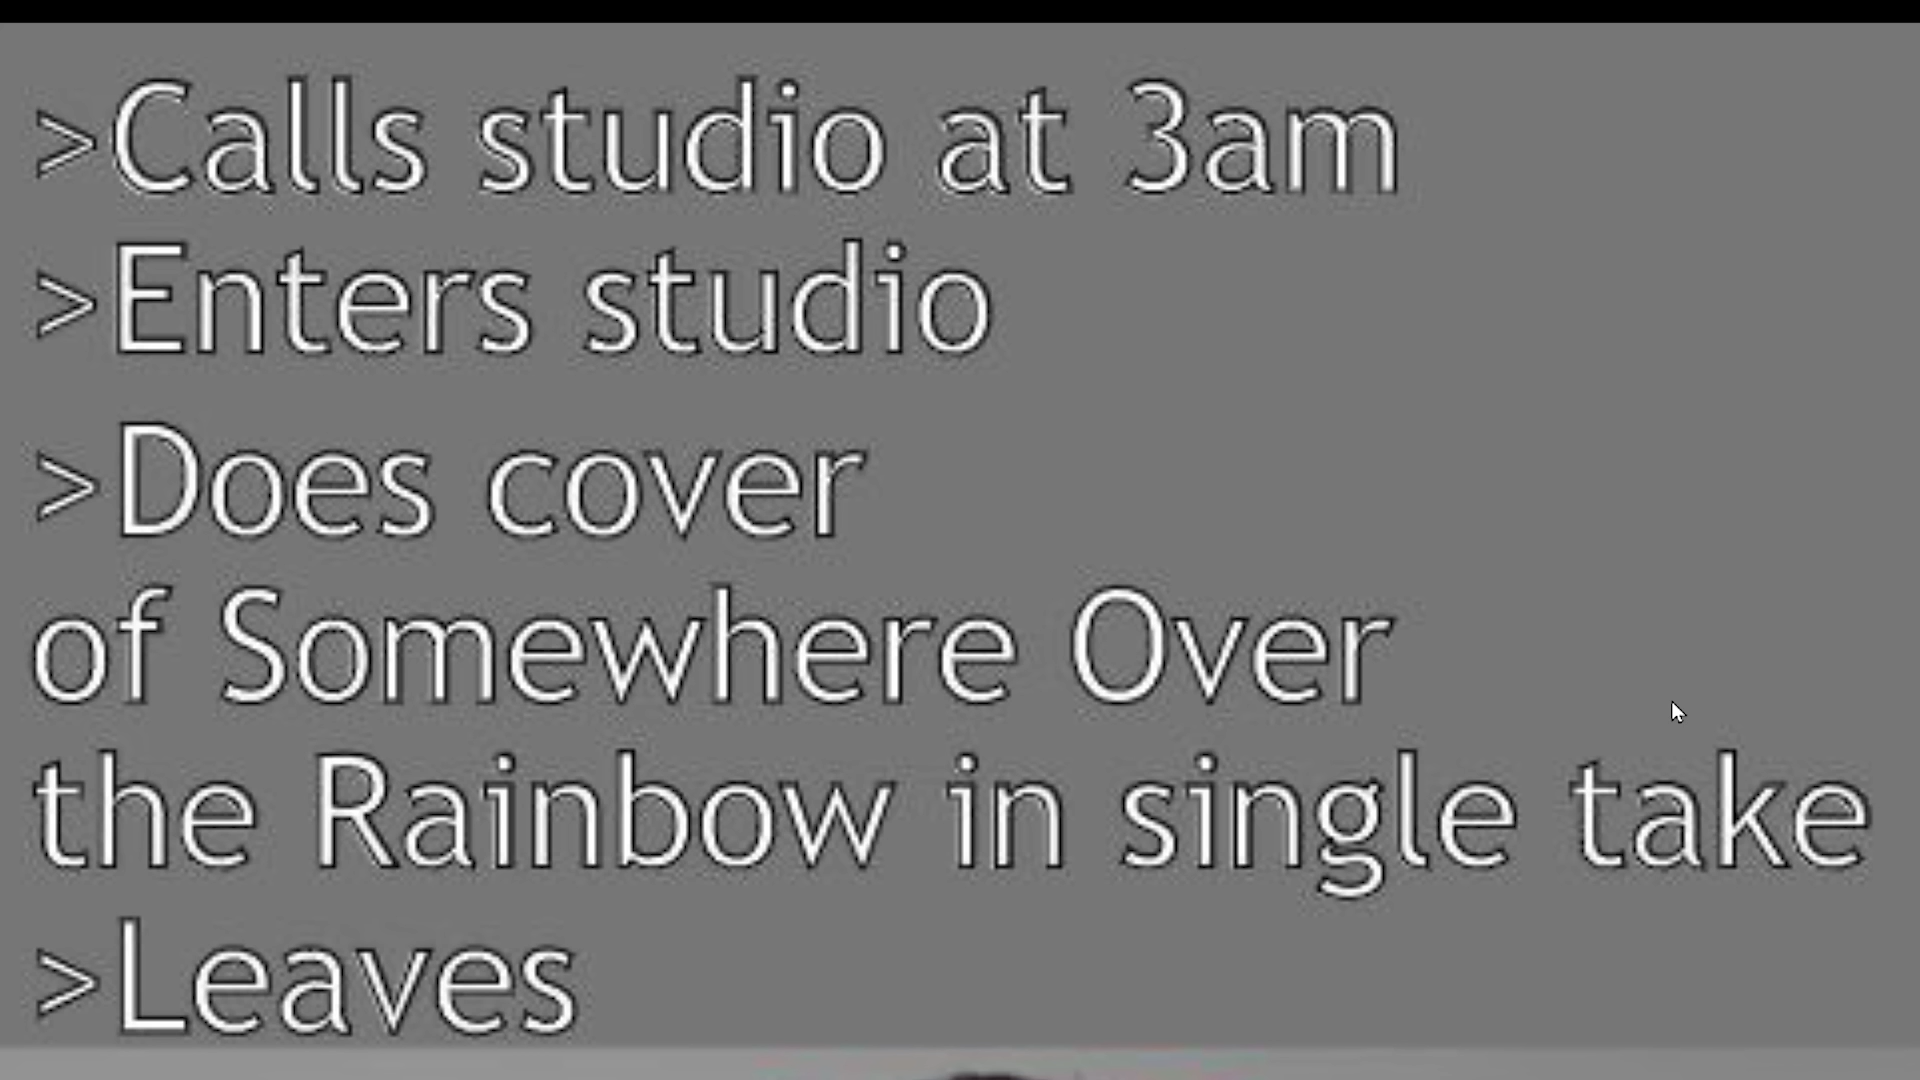 >Calls studio at 3am
>Enters studio
>Does cover
of Somewhere Over
the Rainbow in single take
>Leaves